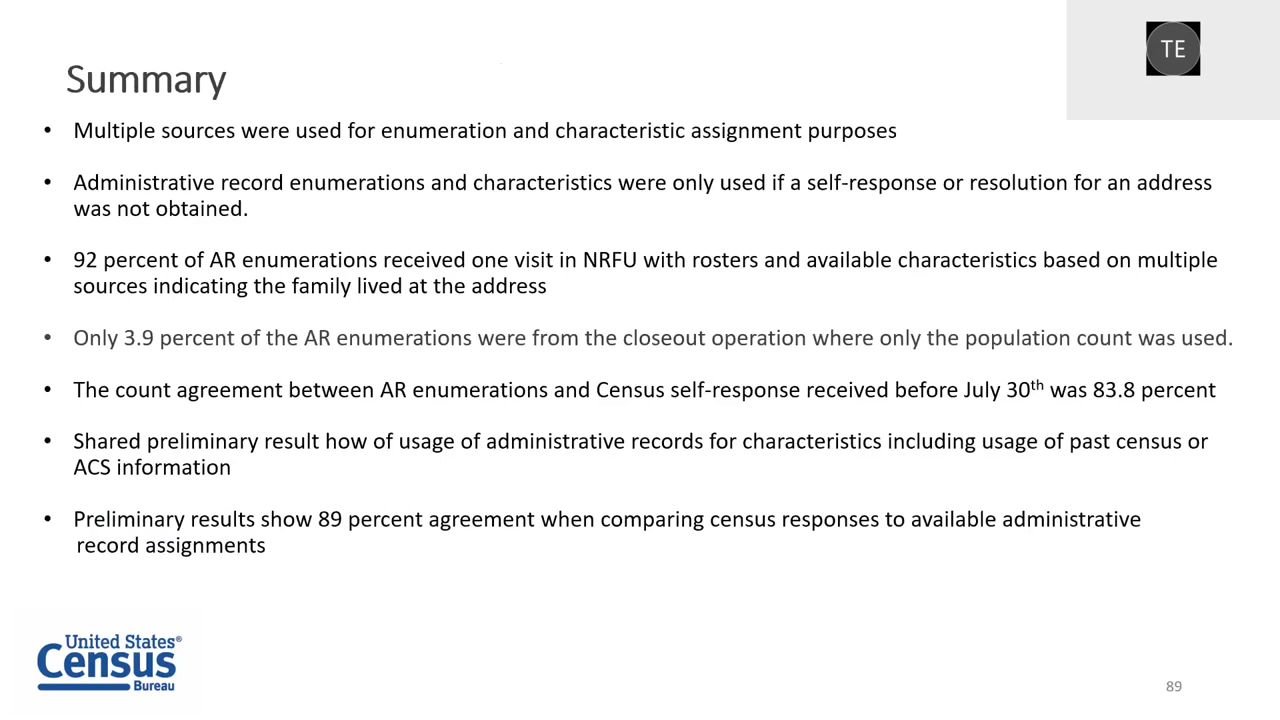 TE
Summary
• Multiple sources were used for enumeration and characteristic assignment purposes
• Administrative record enumerations and characteristics were only used if a self-response or resolution for an address
was not obtained.
• 92 percent of AR enumerations received one visit in NRFU with rosters and available characteristics based on multiple
sources indicating the family lived at the address
• Only 3.9 percent of the AR enumerations were from the closeout operation where only the population count was used.
• The count agreement between AR enumerations and Census self-response received before July 30th was 83.8 percent
• Shared preliminary result how of usage of administrative records for characteristics including usage of past census or
ACS information
• Preliminary results show 89 percent agreement when comparing census responses to available administrative
record assignments
United States®
Census
Bureau
89